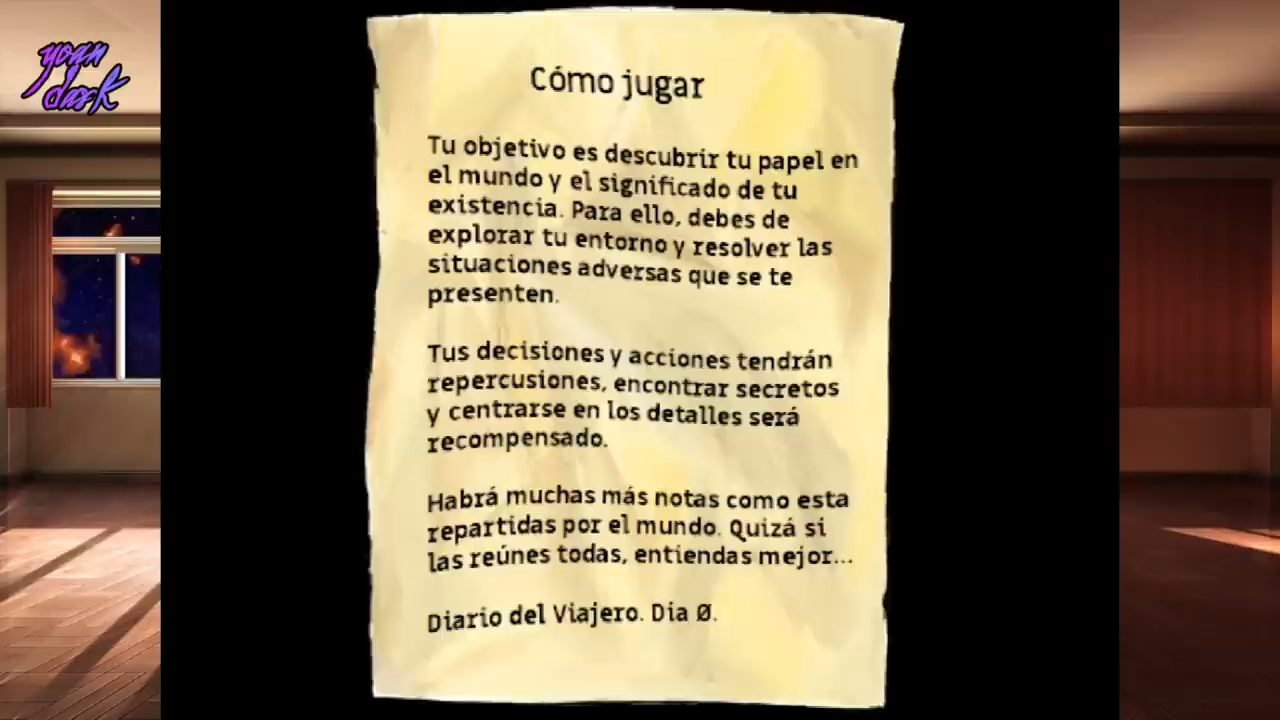 yoan
dark
Cómo jugar
Tu objetivo es descubrir tu papel en
el mundo y el significado de tu
existencia. Para ello, debes de
explorar tu entorno y resolver las
situaciones adversas que se te
presenten.
Tus decisiones y acciones tendrán
repercusiones, encontrar secretos
y centrarse en los detalles será
recompensado.
Habrá muchas más notas como esta
repartidas por el mundo. Quizá si
las reúnes todas, entiendas mejor...
Diario del Viajero. Dia Ø.